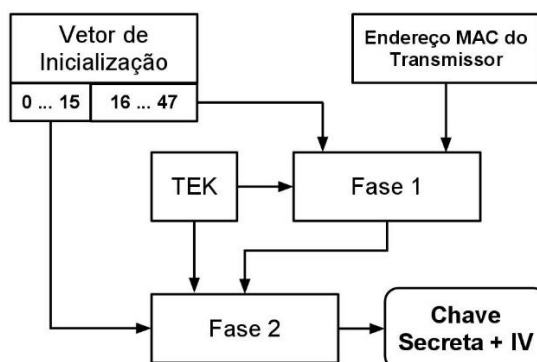 Vetor de
Inicialização
0 ... 15
16 ... 47
Endereço MAC do
Transmissor
TEK
Fase 1
Fase 2
Chave
Secreta + IV